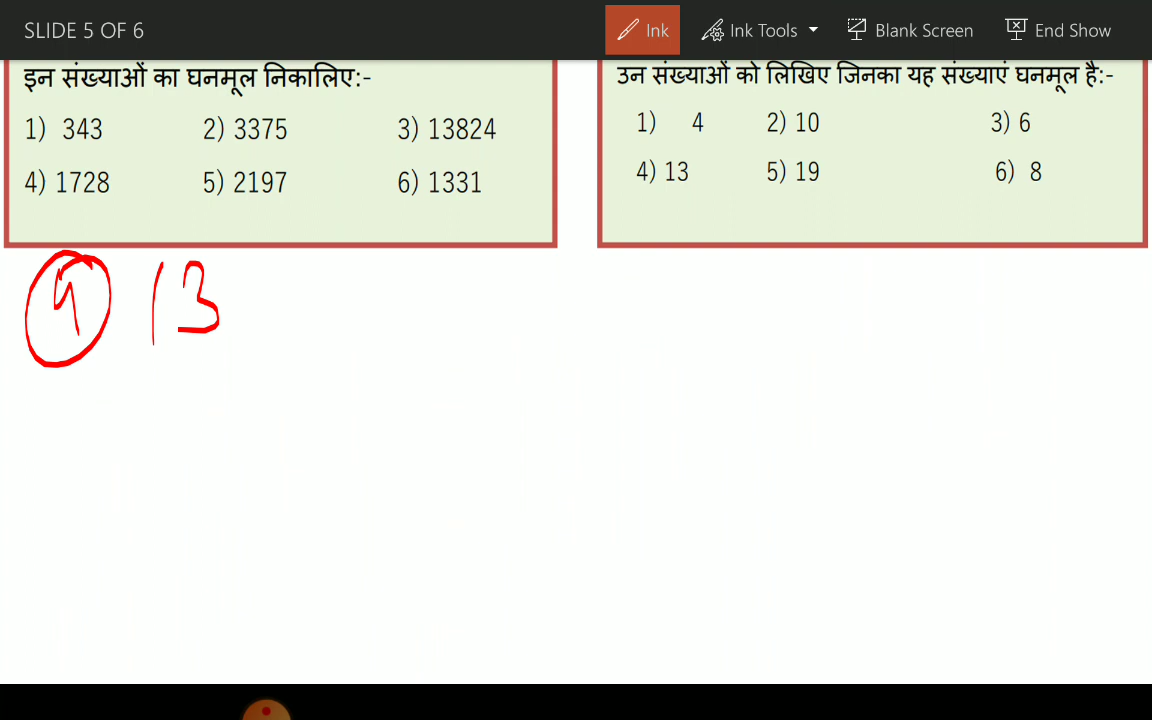 SLIDE 5 OF 6
Ink
Ink Tools
Blank Screen
End Show
इन संख्याओं का घनमूल निकालिए:-
1) 343 2) 3375 3) 13824
4) 1728 5) 2197 6) 1331
उन संख्याओं को लिखिए जिनका यह संख्याएं घनमूल है:-
1) 4 2) 10 3) 6
4) 13 5) 19 6) 8
13